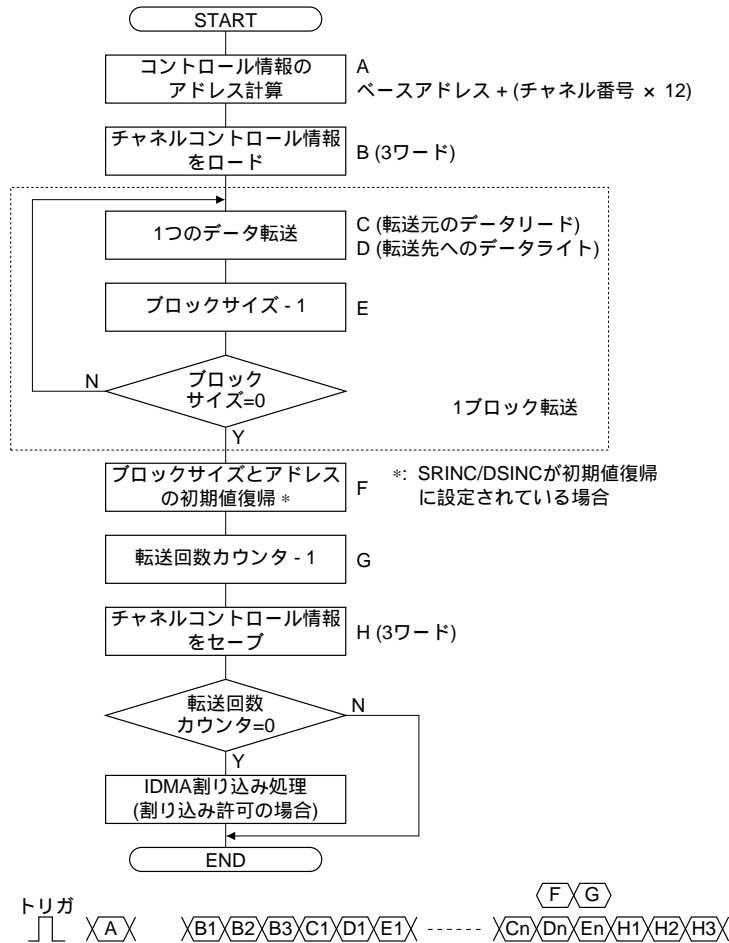 START
コントロール情報の
アドレス計算
A
ベースアドレス + (チャネル番号 × 12)
チャネルコントロール情報
をロード
B (3ワード)
1つのデータ転送
C (転送元のデータリード)
D (転送先へのデータライト)
ブロックサイズ - 1
E
N
ブロック
サイズ=0
1ブロック転送
Y
ブロックサイズとアドレス
の初期値復帰 *
F
*: SRINC/DSINCが初期値復帰
に設定されている場合
転送回数カウンタ - 1
G
チャネルコントロール情報
をセーブ
H (3ワード)
転送回数
カウンタ=0
N
Y
IDMA割り込み処理
(割り込み許可の場合)
END
F G
トリガ
A B1 B2 B3 C1 D1 E1 ------ Cn Dn En H1 H2 H3